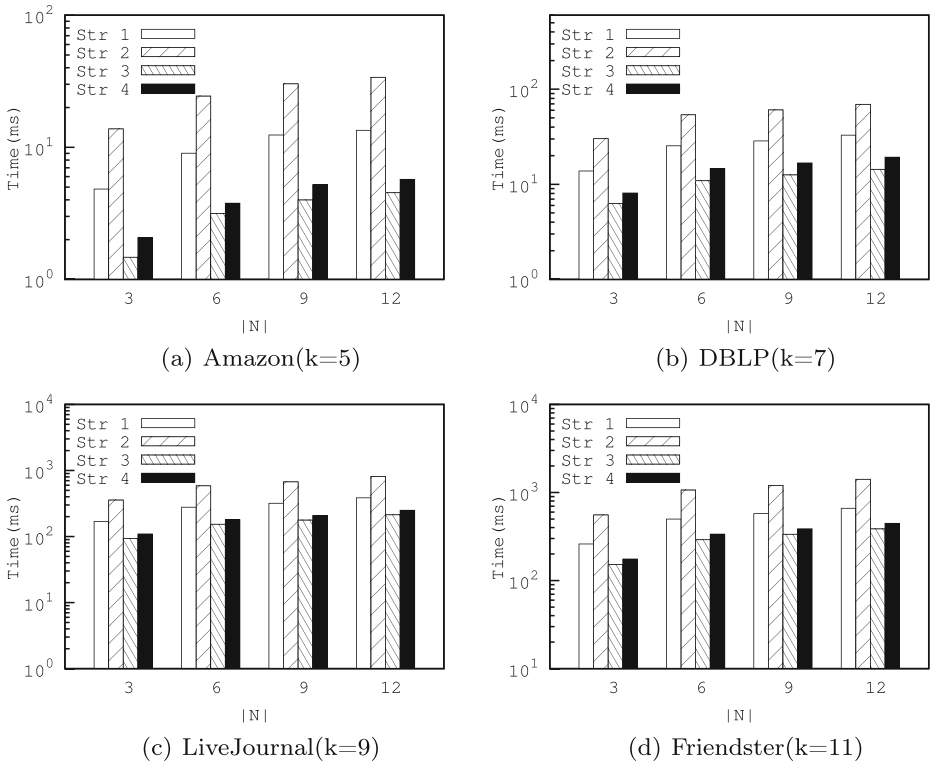 10^2
Str 1
Str 2
Str 3
Str 4
10^1
10^0
Time(ms)
3 6 9 12
|N|
(a) Amazon(k=5)
Str 1
Str 2
Str 3
Str 4
10^2
10^1
10^0
Time(ms)
3 6 9 12
|N|
(b) DBLP(k=7)
10^4
Str 1
Str 2
Str 3
Str 4
10^3
10^2
10^1
10^0
Time(ms)
3 6 9 12
|N|
(c) LiveJournal(k=9)
10^4
Str 1
Str 2
Str 3
Str 4
10^3
10^2
10^1
Time(ms)
3 6 9 12
|N|
(d) Friendster(k=11)